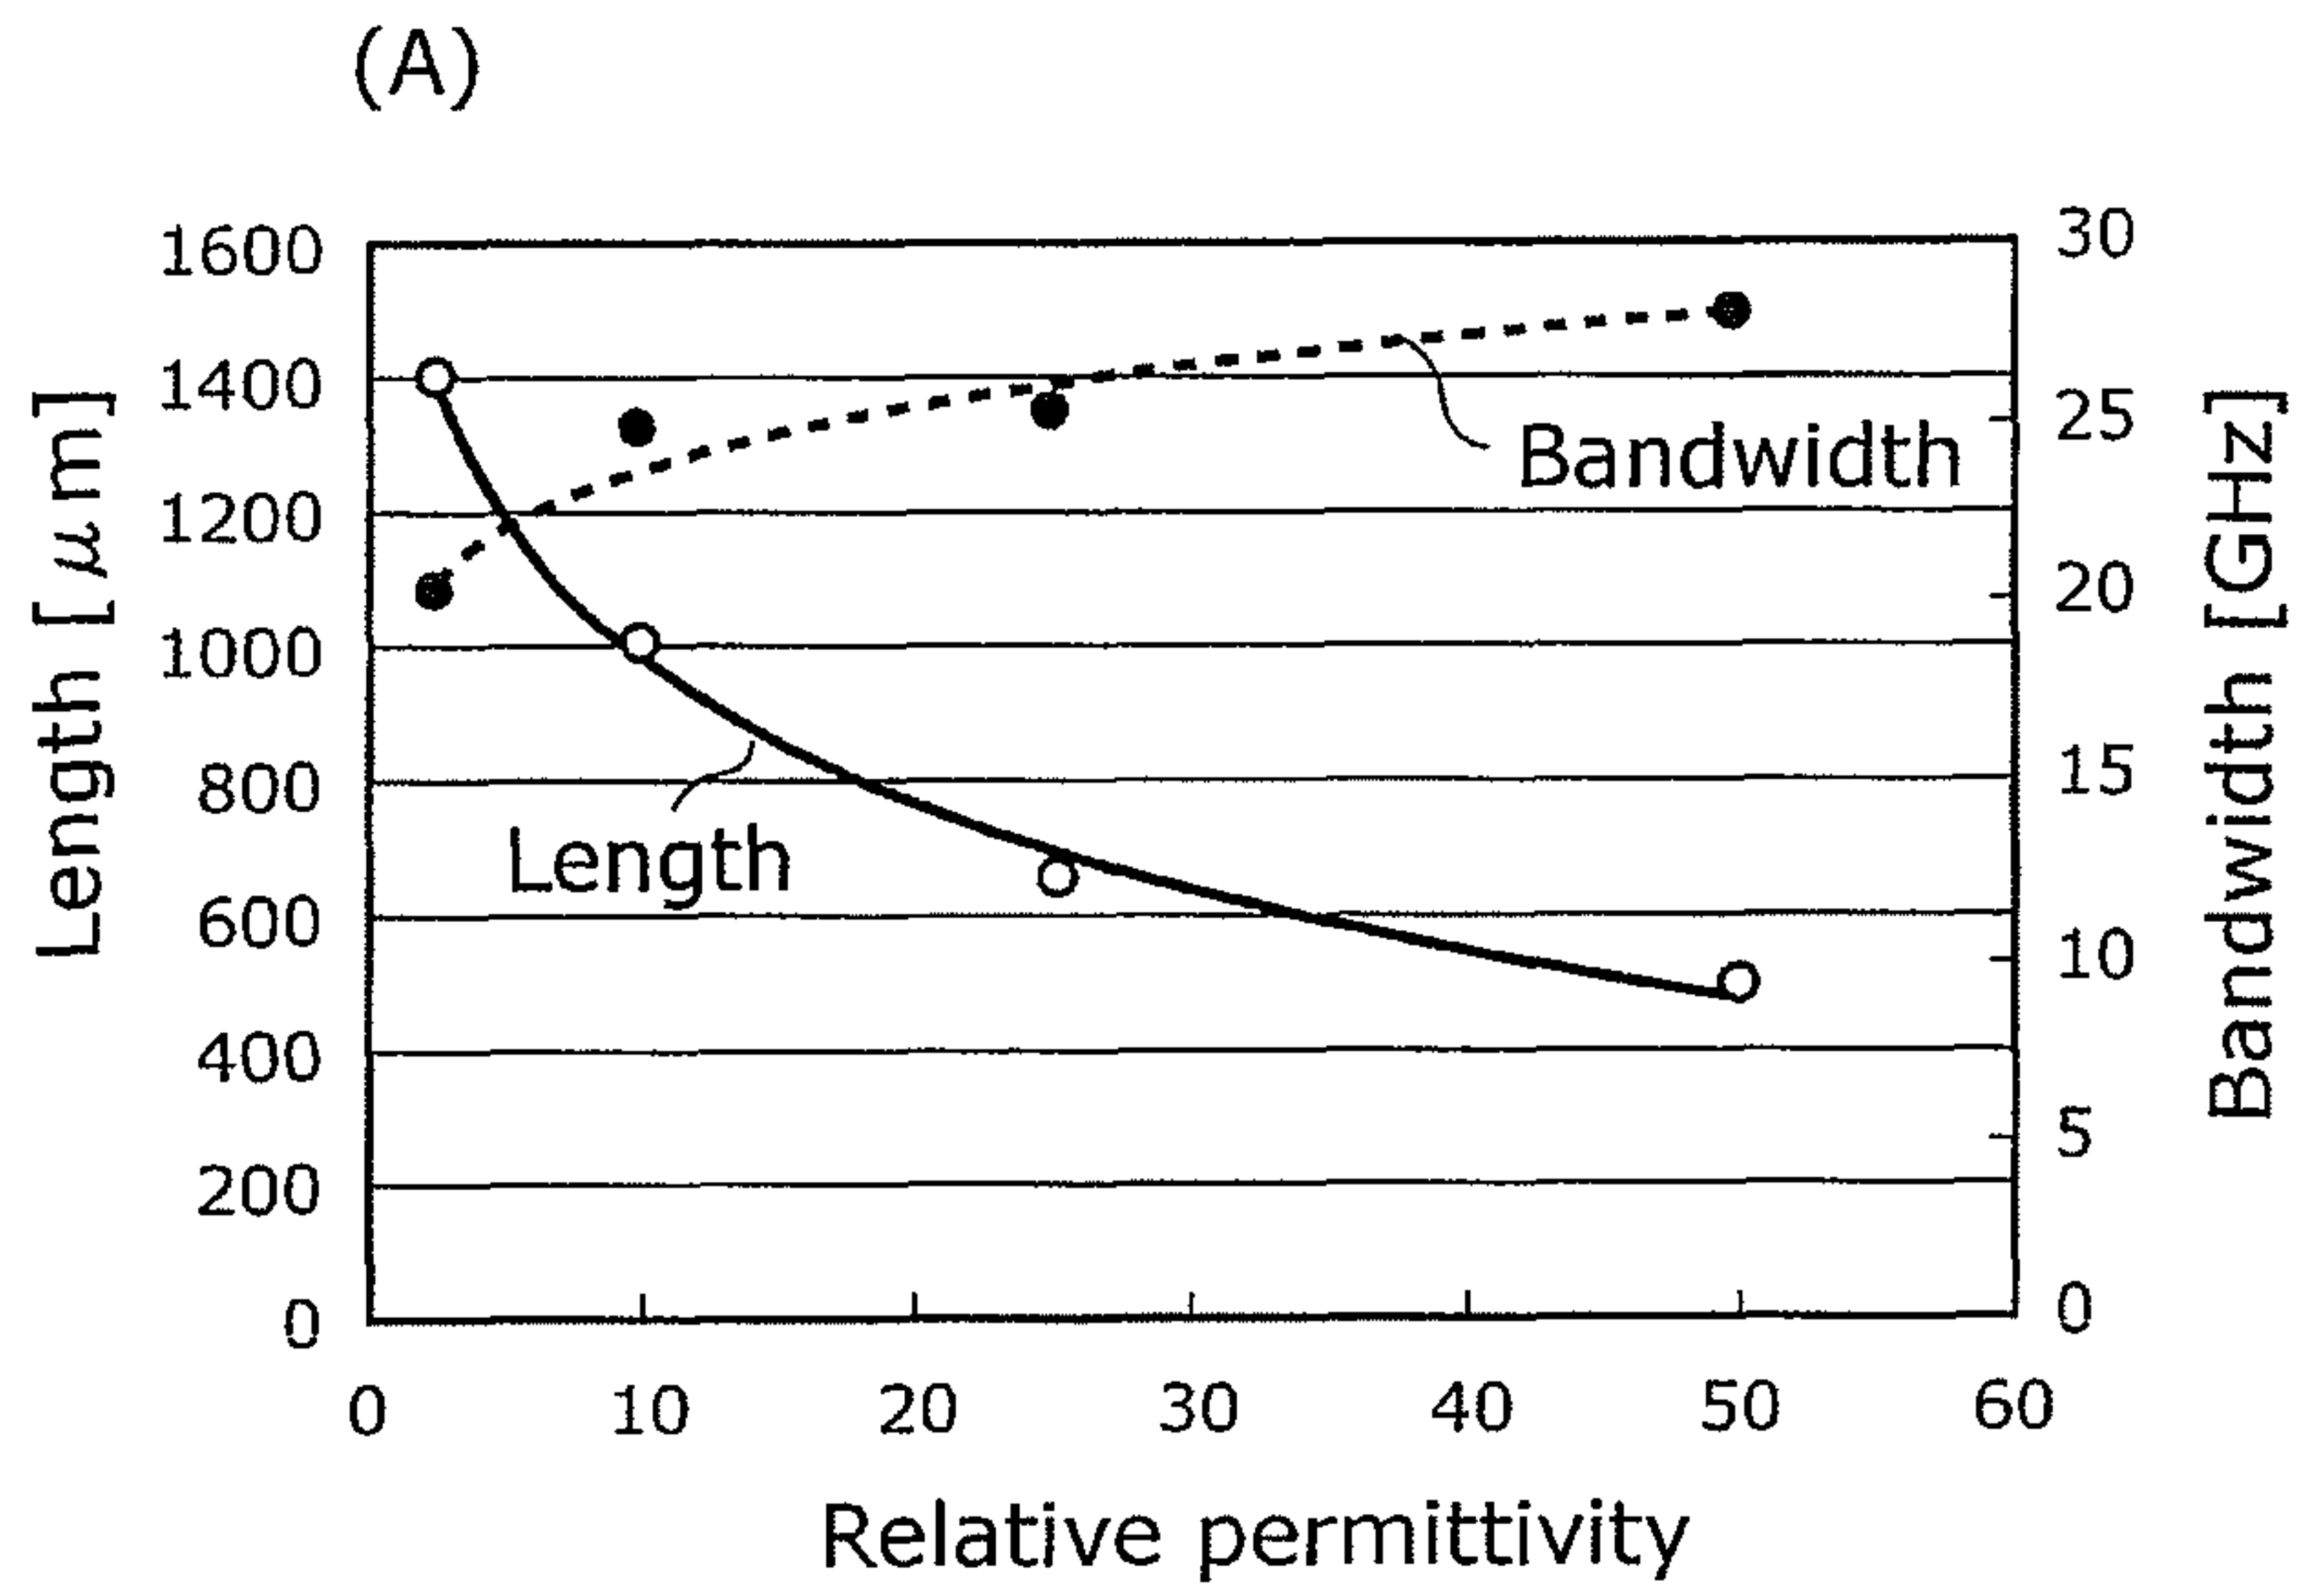 (A)
1600
1400
1200
1000
800
600
400
200
0
Length [μm]
30
25
20
15
10
5
0
Bandwidth [GHz]
Bandwidth
Length
0 10 20 30 40 50 60
Relative permittivity